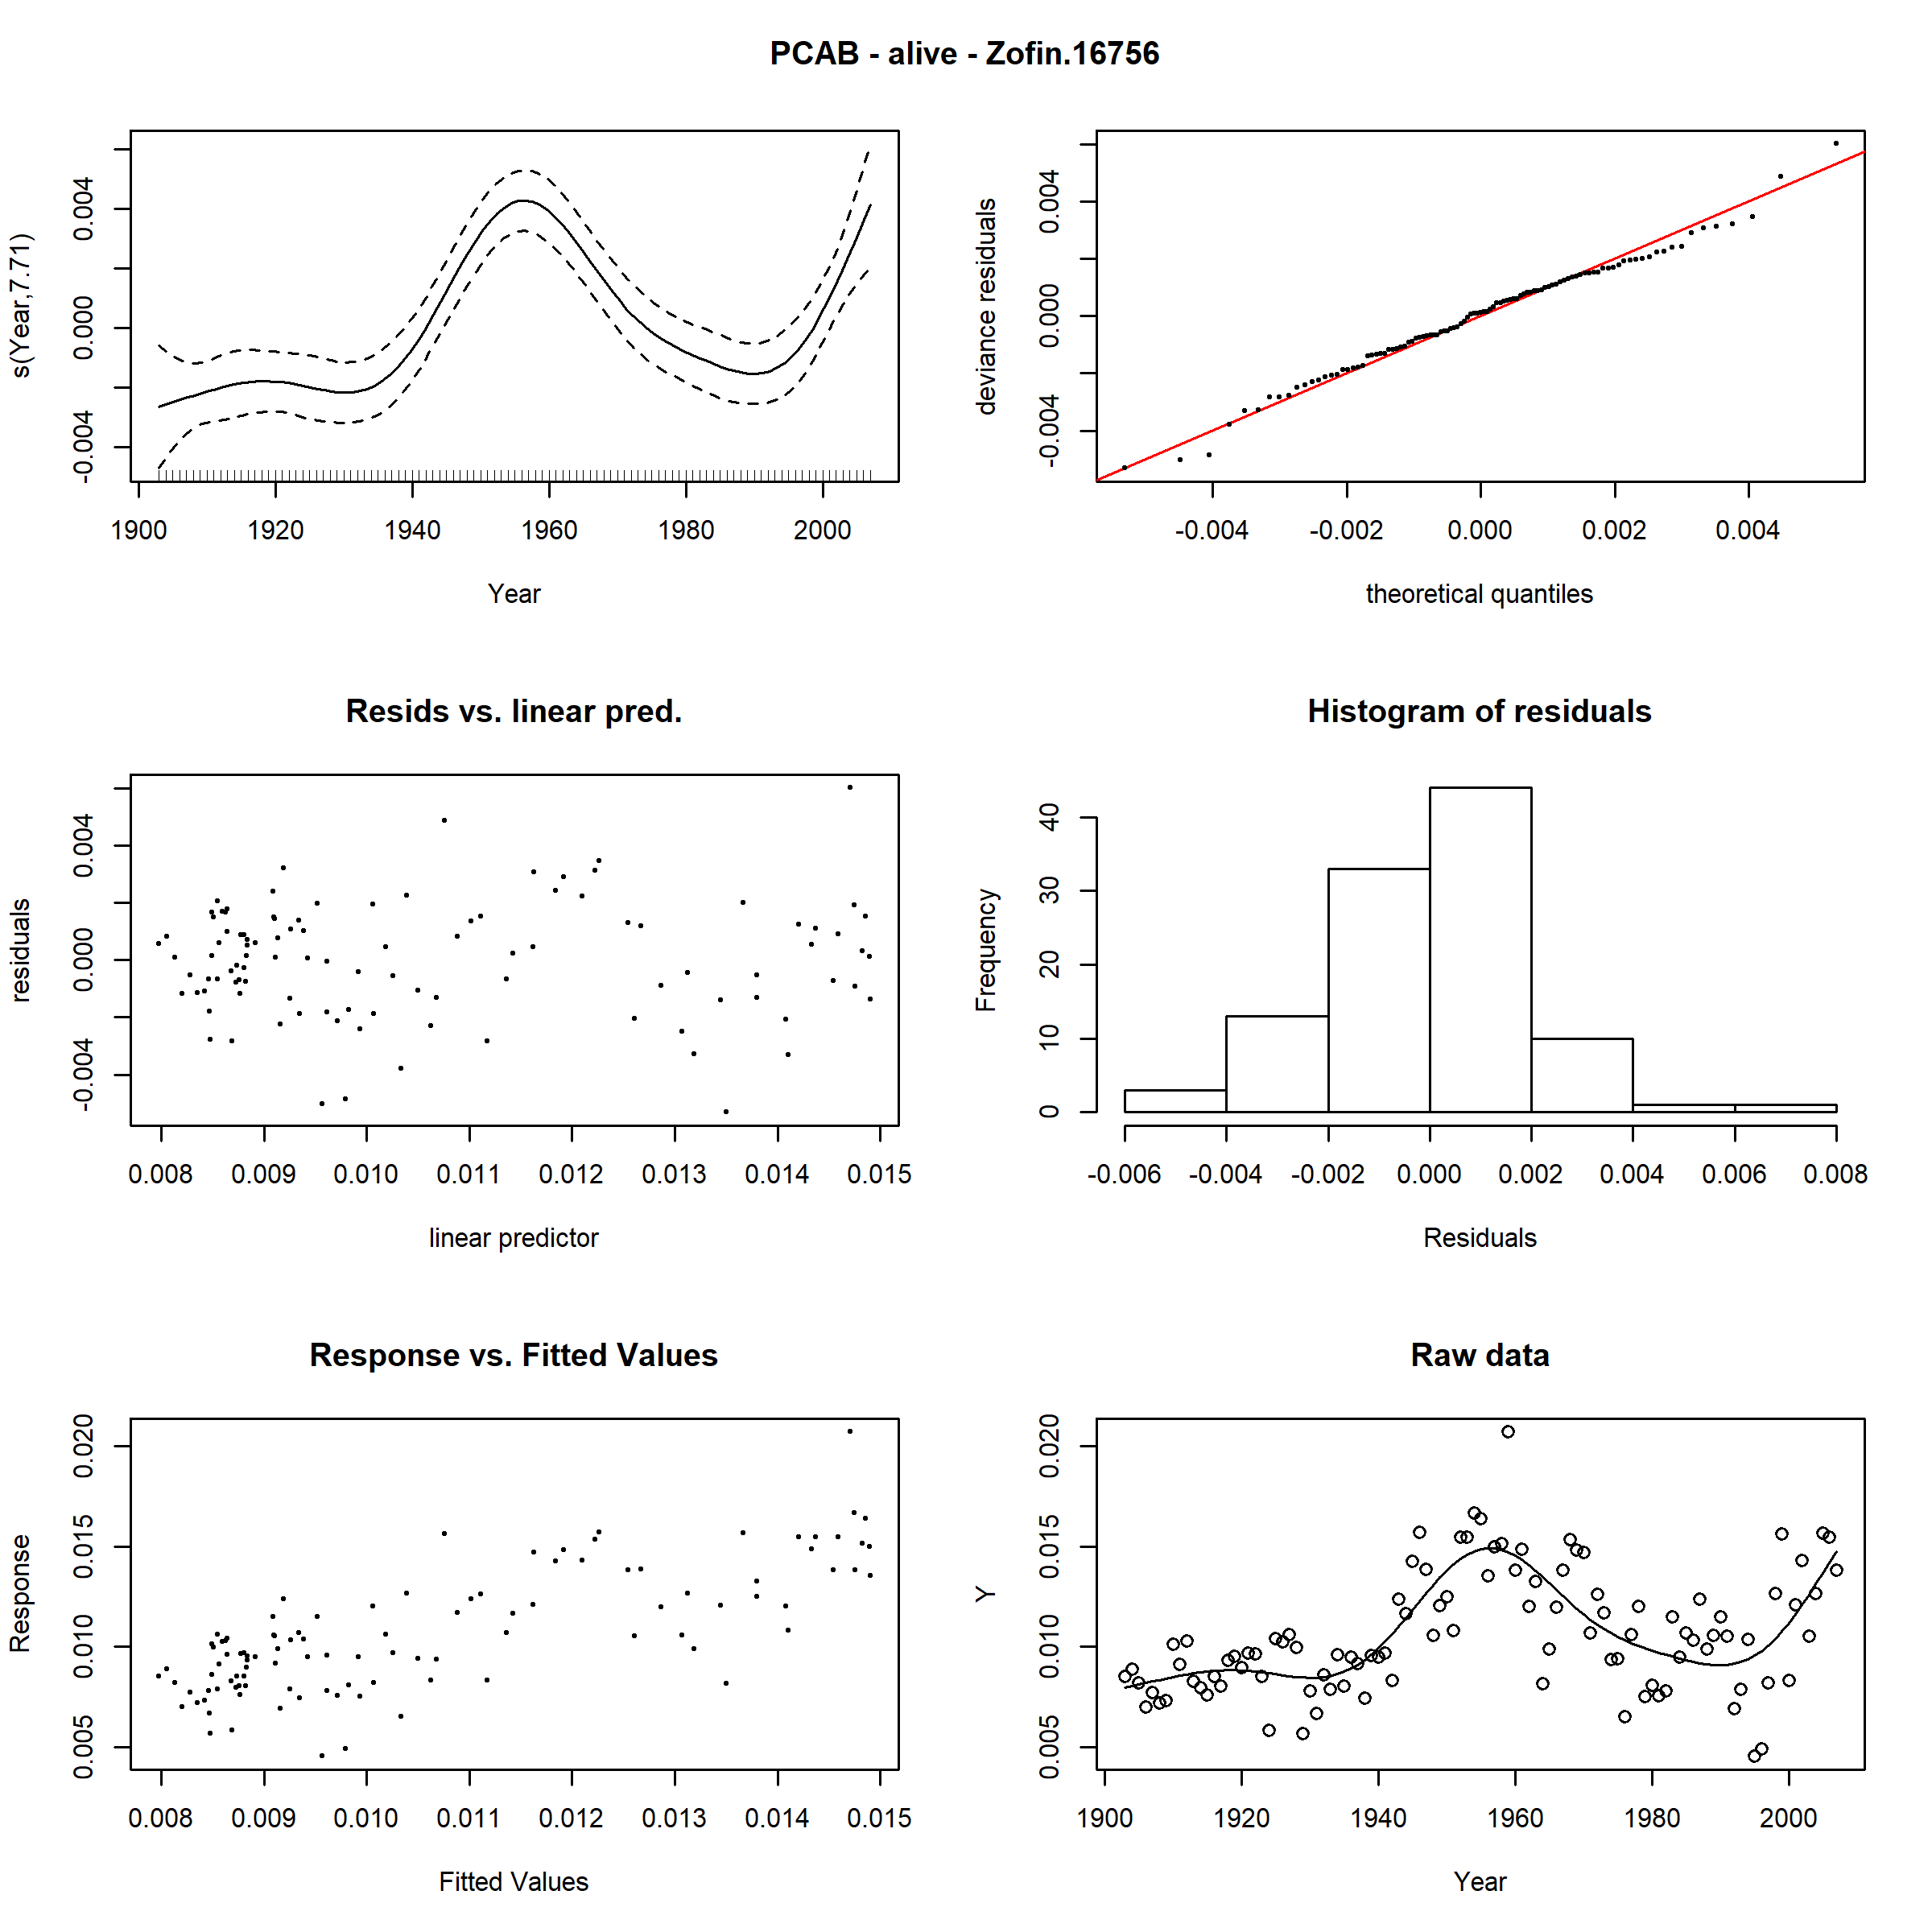 PCAB - alive - Zofin.16756
s(Year,7.71)
-0.004 0.000 0.004
1900 1920 1940 1960 1980 2000
Year
deviance residuals
-0.004 0.000 0.004
-0.004 -0.002 0.000 0.002 0.004
theoretical quantiles
Resids vs. linear pred.
residuals
-0.004 0.000 0.004
0.008 0.009 0.010 0.011 0.012 0.013 0.014 0.015
linear predictor
Histogram of residuals
Frequency
0 10 20 30 40
-0.006 -0.004 -0.002 0.000 0.002 0.004 0.006 0.008
Residuals
Response vs. Fitted Values
Response
0.005 0.010 0.015 0.020
0.008 0.009 0.010 0.011 0.012 0.013 0.014 0.015
Fitted Values
Raw data
Y
0.005 0.010 0.015 0.020
1900 1920 1940 1960 1980 2000
Year